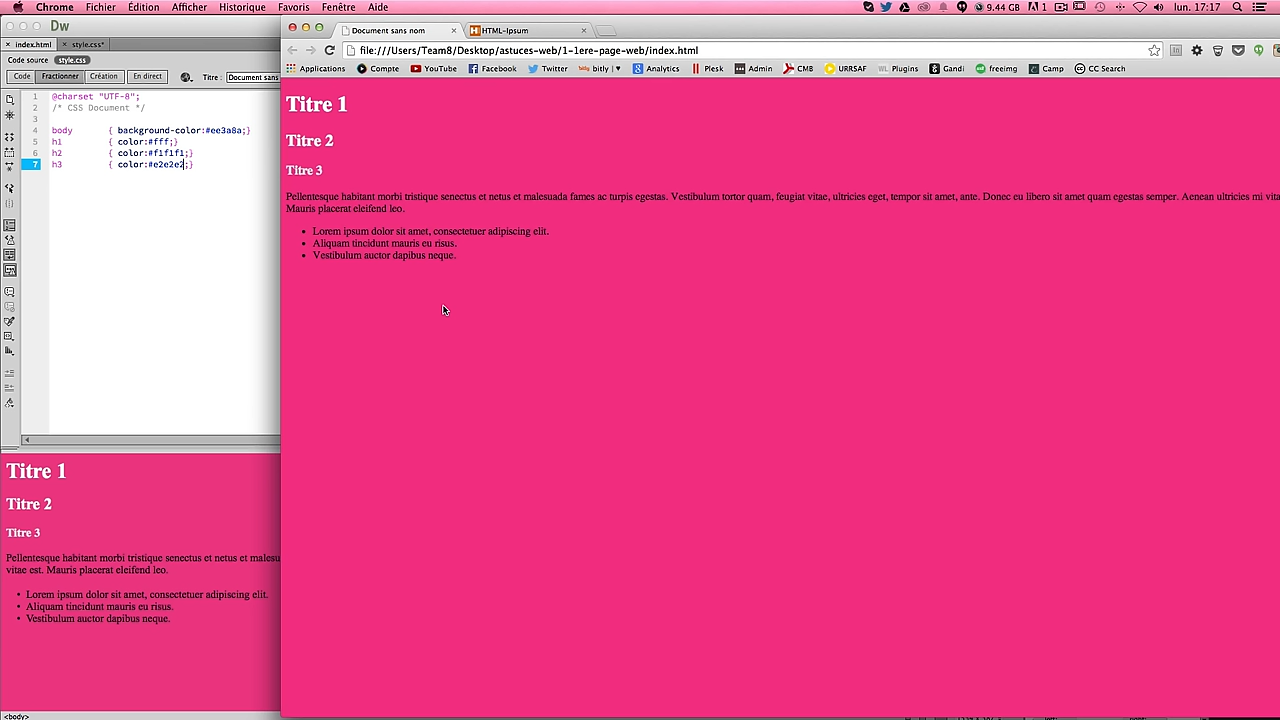 Chrome Fichier Édition Afficher Historique Favoris Fenêtre Aide 9.44 GB 1 lun. 17:17
Dw
index.html style.css*
Code source style.css
Code Fractionner Création En direct Titre : Document sans
1 @charset "UTF-8";
2 /* CSS Document */
3
4 body { background-color:#ee3a8a;}
5 h1 { color:#fff;}
6 h2 { color:#f1f1f1;}
7 h3 { color:#e2e2e2;}
Titre 1
Titre 2
Titre 3
Pellentesque habitant morbi tristique senectus et netus et malesu
vitae est. Mauris placerat eleifend leo.
• Lorem ipsum dolor sit amet, consectetuer adipiscing elit.
• Aliquam tincidunt mauris eu risus.
• Vestibulum auctor dapibus neque.
<body>
Document sans nom HTML-Ipsum
file:///Users/Team8/Desktop/astuces-web/1-1ere-page-web/index.html
Applications Compte YouTube Facebook Twitter bitly | ♥ Analytics Plesk Admin CMB URRSAF Plugins Gandi freeimg Camp CC Search
Titre 1
Titre 2
Titre 3
Pellentesque habitant morbi tristique senectus et netus et malesuada fames ac turpis egestas. Vestibulum tortor quam, feugiat vitae, ultricies eget, tempor sit amet, ante. Donec eu libero sit amet quam egestas semper. Aenean ultricies mi vita
Mauris placerat eleifend leo.
• Lorem ipsum dolor sit amet, consectetuer adipiscing elit.
• Aliquam tincidunt mauris eu risus.
• Vestibulum auctor dapibus neque.